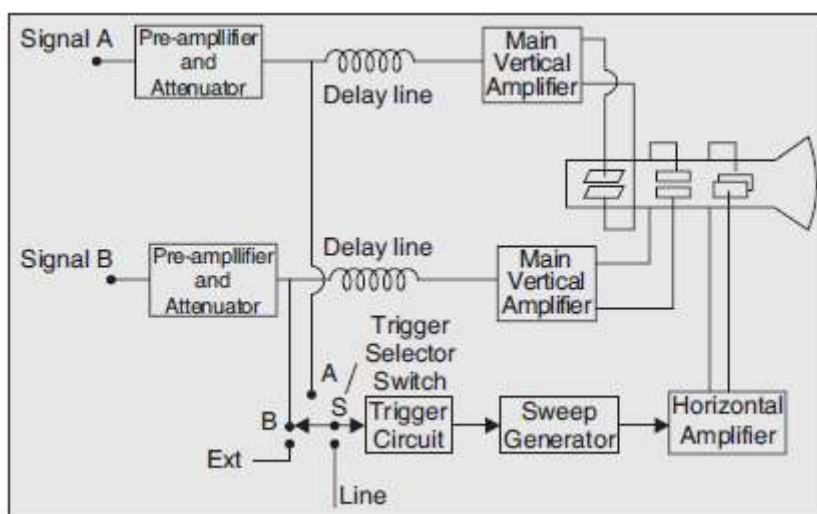 Signal A
Pre-ampllifier
and
Attenuator
Delay line
Main
Vertical
Amplifier
Signal B
Pre-ampllifier
and
Attenuator
Delay line
Main
Vertical
Amplifier
Trigger
Selector
Switch
A
S
B
Ext
Line
Trigger
Circuit
Sweep
Generator
Horizontal
Amplifier